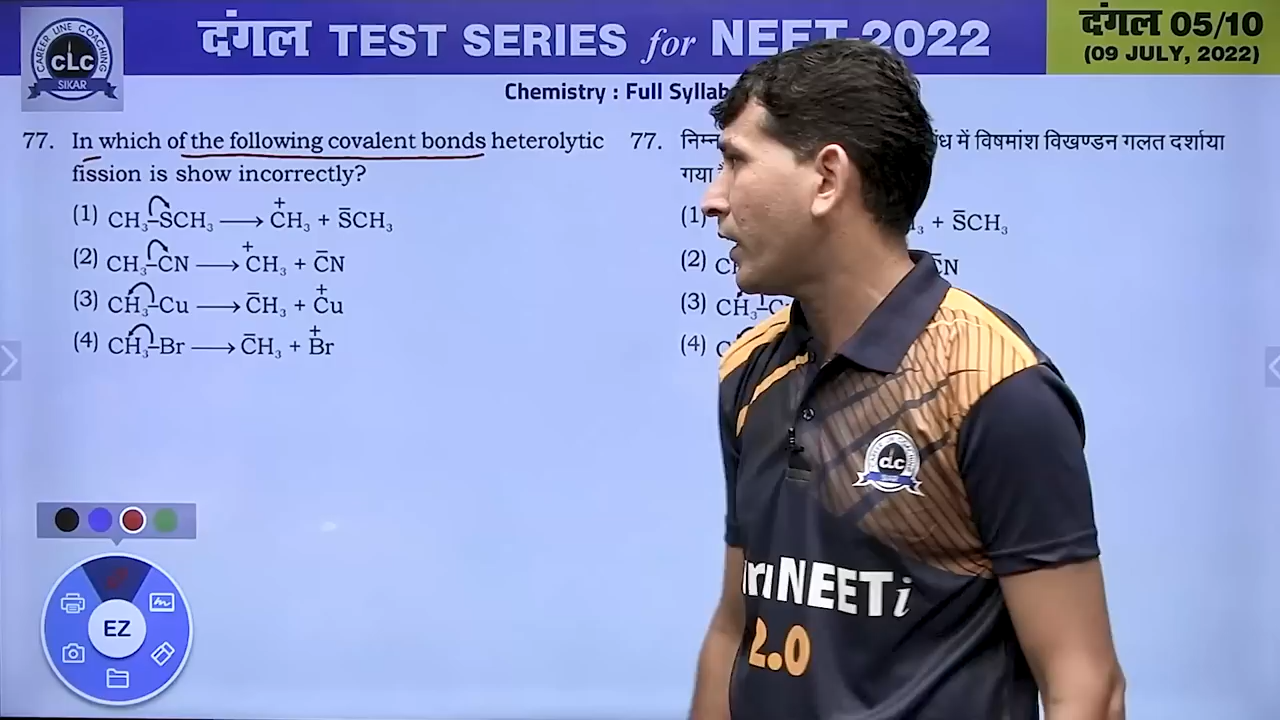 दंगल TEST SERIES for NEET-2022
दंगल 05/10
(09 JULY, 2022)
CAREER LINE COACHING
CLC
SIKAR
Chemistry : Full
77. In which of the following covalent bonds heterolytic
fission is show incorrectly?
(1) CH₃–SCH₃ ⟶ C⁺H₃ + S̄CH₃
(2) CH₃–CN ⟶ C⁺H₃ + C̄N
(3) CH₃–Cu ⟶ C̄H₃ + Cu⁺
(4) CH₃–Br ⟶ C̄H₃ + Br⁺
77. में विषमांश विखण्डन गलत दर्शाया
गया
(1) + S̄CH₃
(2)
(3) CH₃
(4)
EZ
CLC
NEETi
2.0